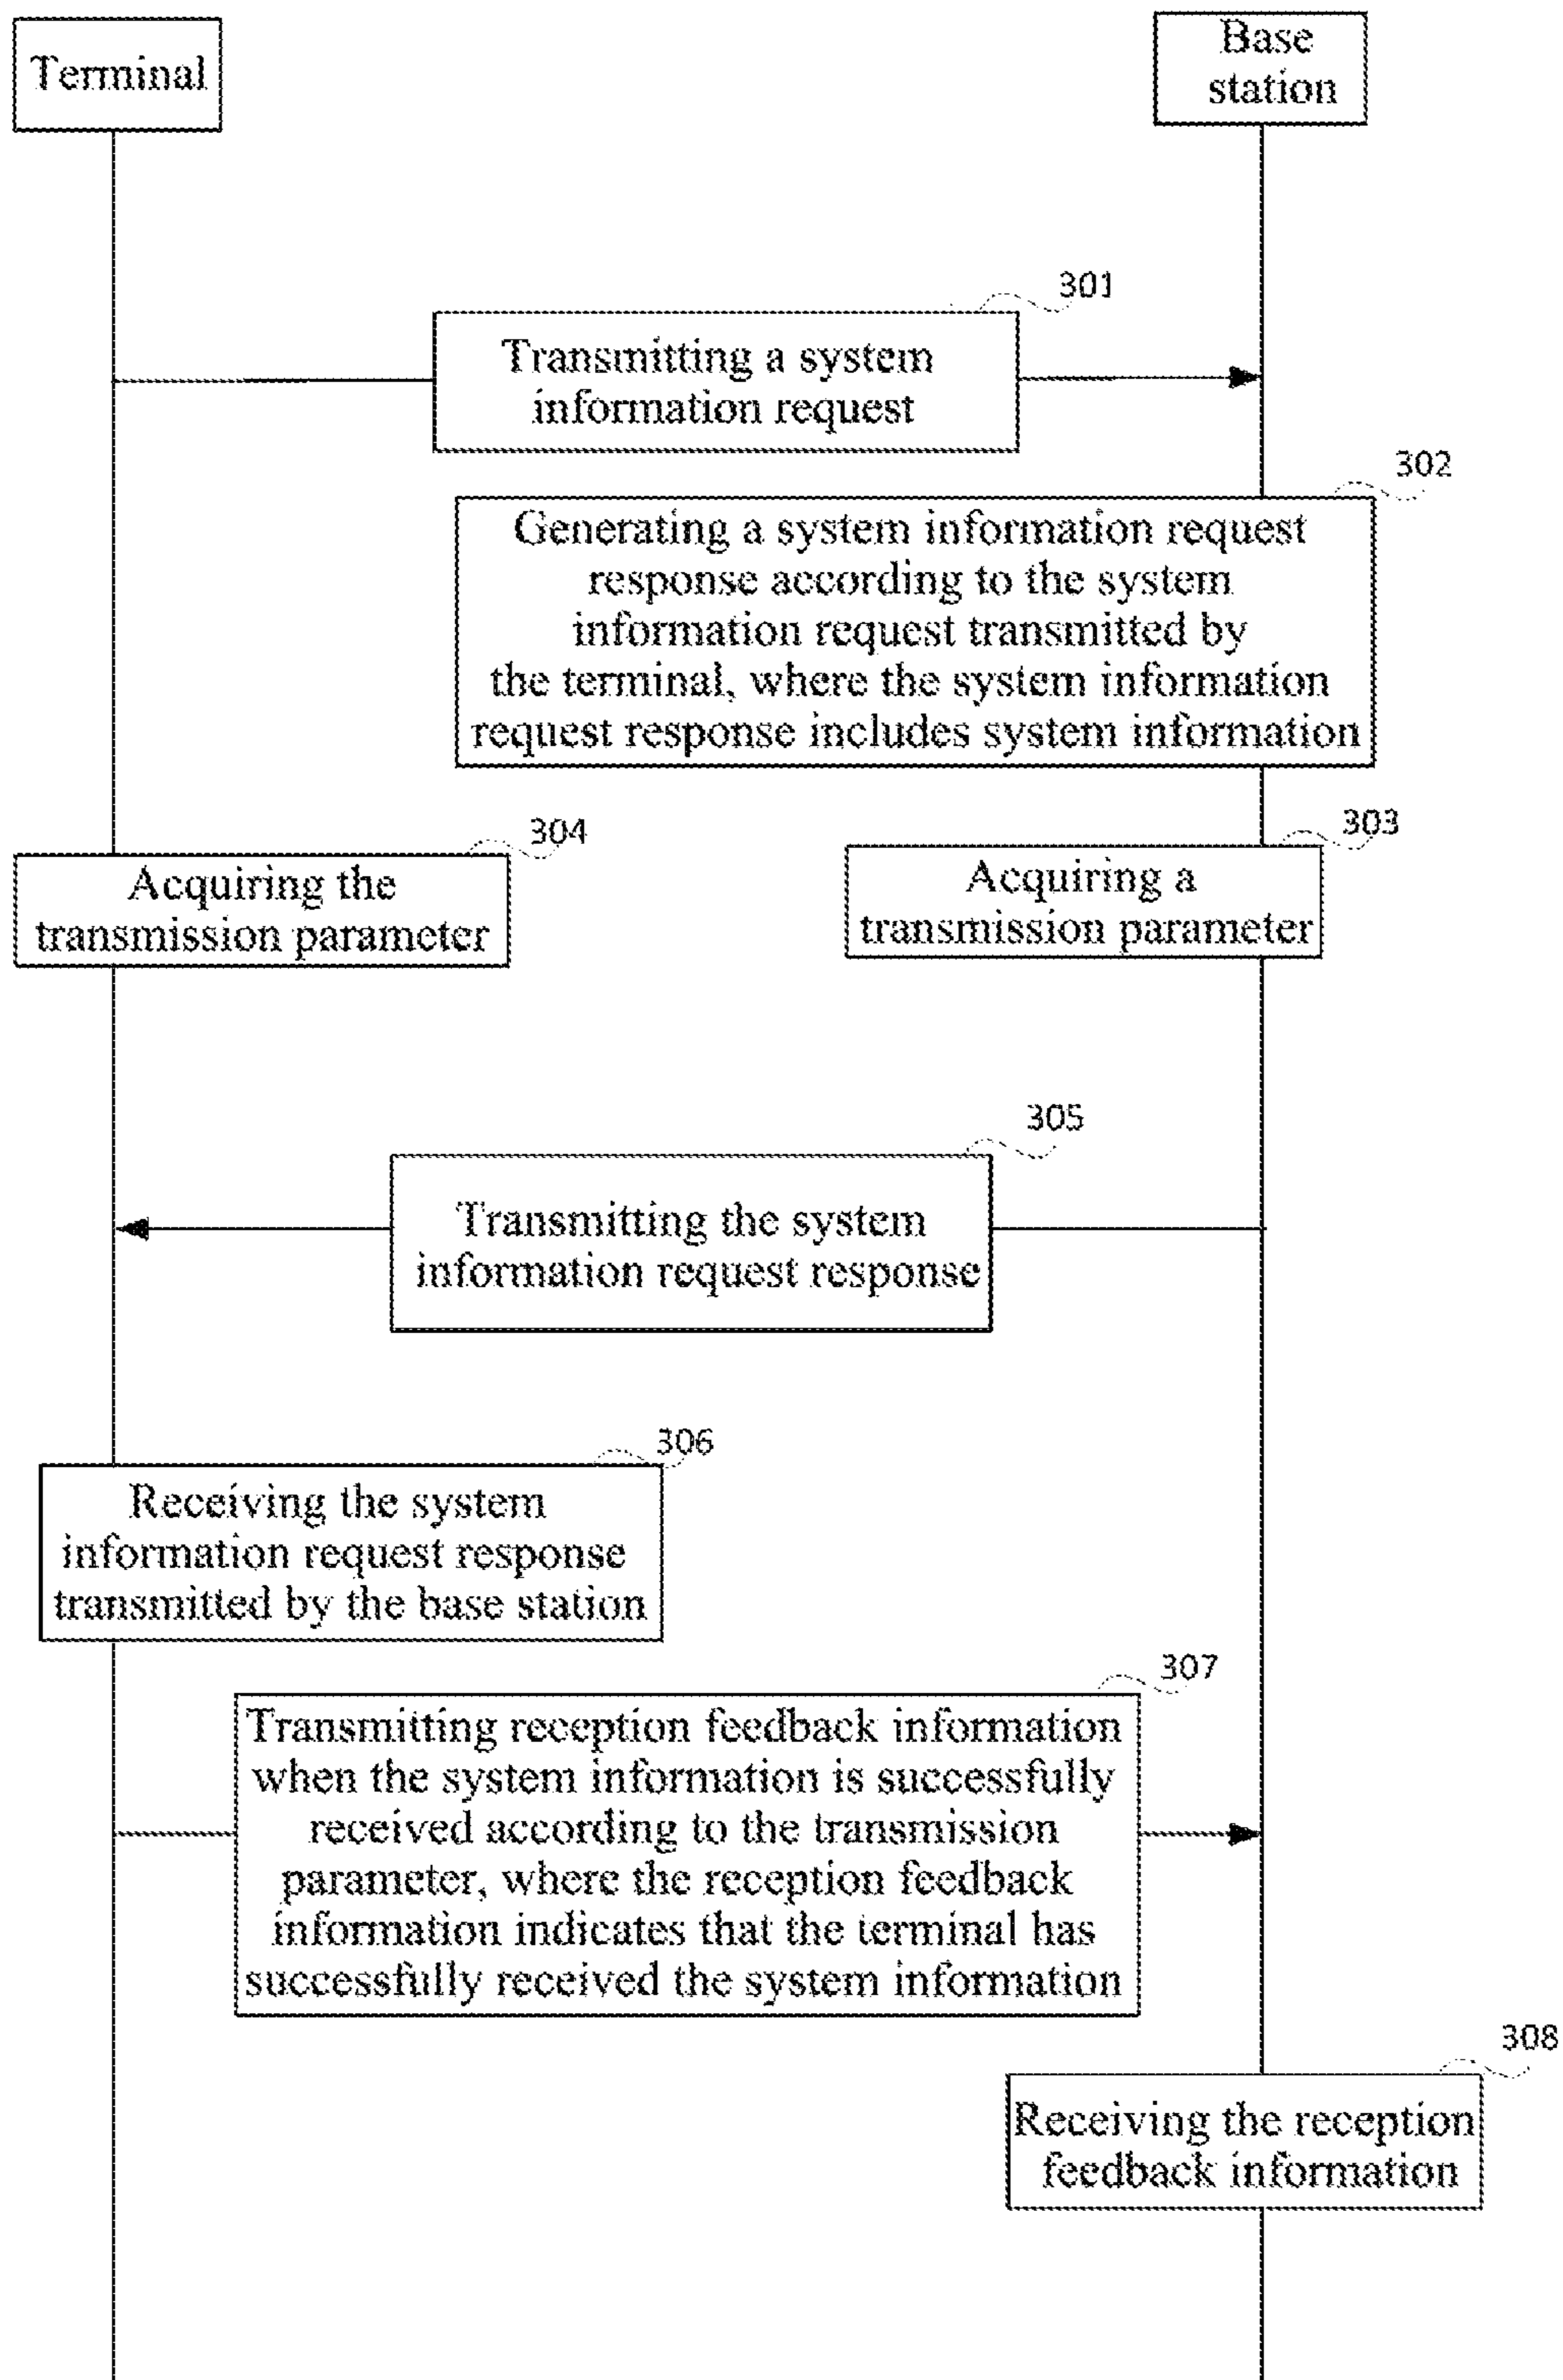 Terminal
Base
station
301
Transmitting a system
information request
302
Generating a system information request
response according to the system
information request transmitted by
the terminal, where the system information
request response includes system information
304
Acquiring the
transmission parameter
303
Acquiring a
transmission parameter
305
Transmitting the system
information request response
306
Receiving the system
information request response
transmitted by the base station
307
Transmitting reception feedback information
when the system information is successfully
received according to the transmission
parameter, where the reception feedback
information indicates that the terminal has
successfully received the system information
308
Receiving the reception
feedback information